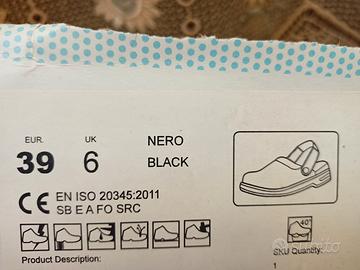 EUR.
UK
NERO
39
6
BLACK
CE EN ISO 20345:2011
SB E A FO SRC
40°
SKU Quantity:
1
Product Description:
subito